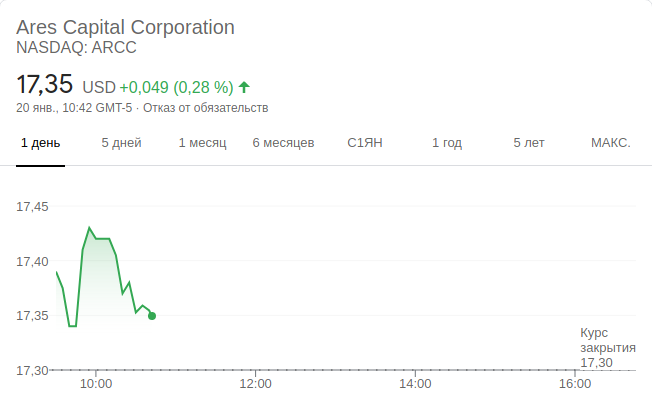 Ares Capital Corporation
NASDAQ: ARCC
17,35 USD +0,049 (0,28 %)
20 янв., 10:42 GMT-5 · Отказ от обязательств
1 день 5 дней 1 месяц 6 месяцев С1ЯН 1 год 5 лет МАКС.
17,45
17,40
17,35
17,30
Курс
закрытия
17,30
10:00 12:00 14:00 16:00